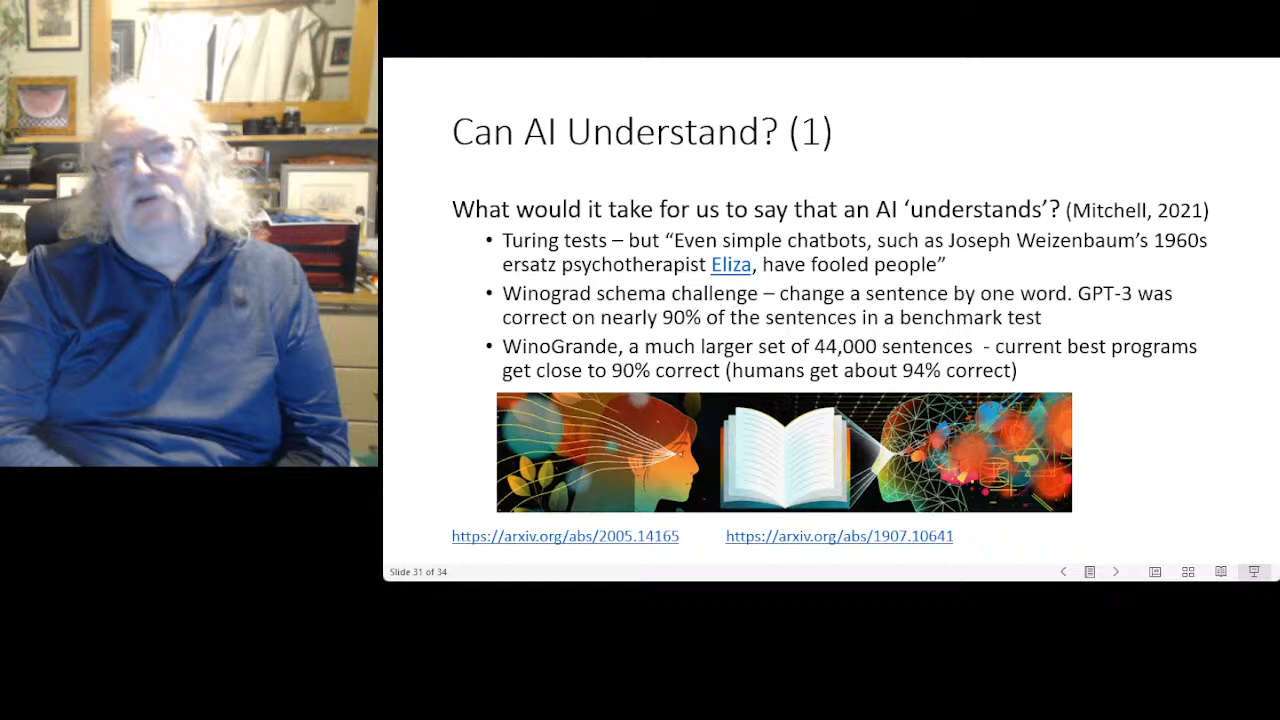 Can AI Understand? (1)
What would it take for us to say that an AI ‘understands’? (Mitchell, 2021)
• Turing tests – but “Even simple chatbots, such as Joseph Weizenbaum’s 1960s
ersatz psychotherapist Eliza, have fooled people”
• Winograd schema challenge – change a sentence by one word. GPT-3 was
correct on nearly 90% of the sentences in a benchmark test
• WinoGrande, a much larger set of 44,000 sentences - current best programs
get close to 90% correct (humans get about 94% correct)
https://arxiv.org/abs/2005.14165 https://arxiv.org/abs/1907.10641
Slide 31 of 34